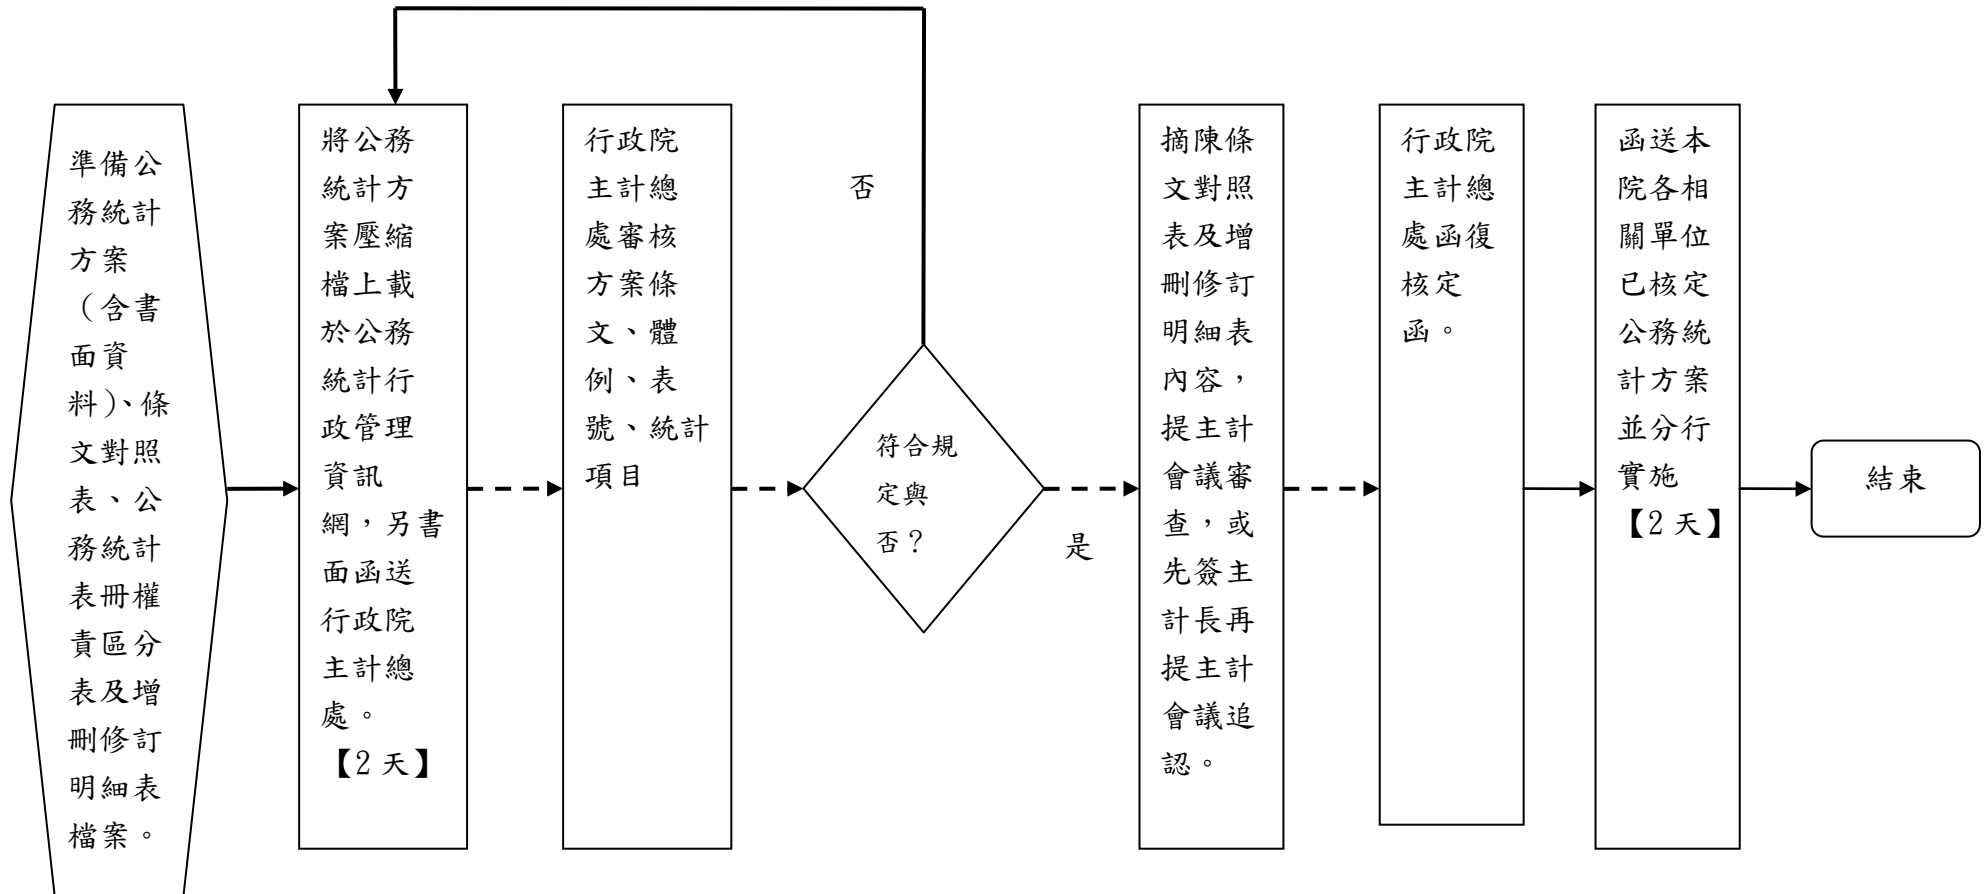 準備公
務統計
方案
（含書
面資
料）、條
文對照
表、公
務統計
表冊權
責區分
表及增
刪修訂
明細表
檔案。
將公務
統計方
案壓縮
檔上載
於公務
統計行
政管理
資訊
網，另書
面函送
行政院
主計總
處。
【2天】
行政院
主計總
處審核
方案條
文、體
例、表
號、統計
項目
否
符合規
定與
否？
是
摘陳條
文對照
表及增
刪修訂
明細表
內容，
提主計
會議審
查，或
先簽主
計長再
提主計
會議追
認。
行政院
主計總
處函復
核定
函。
函送本
院各相
關單位
已核定
公務統
計方案
並分行
實施
【2天】
結束